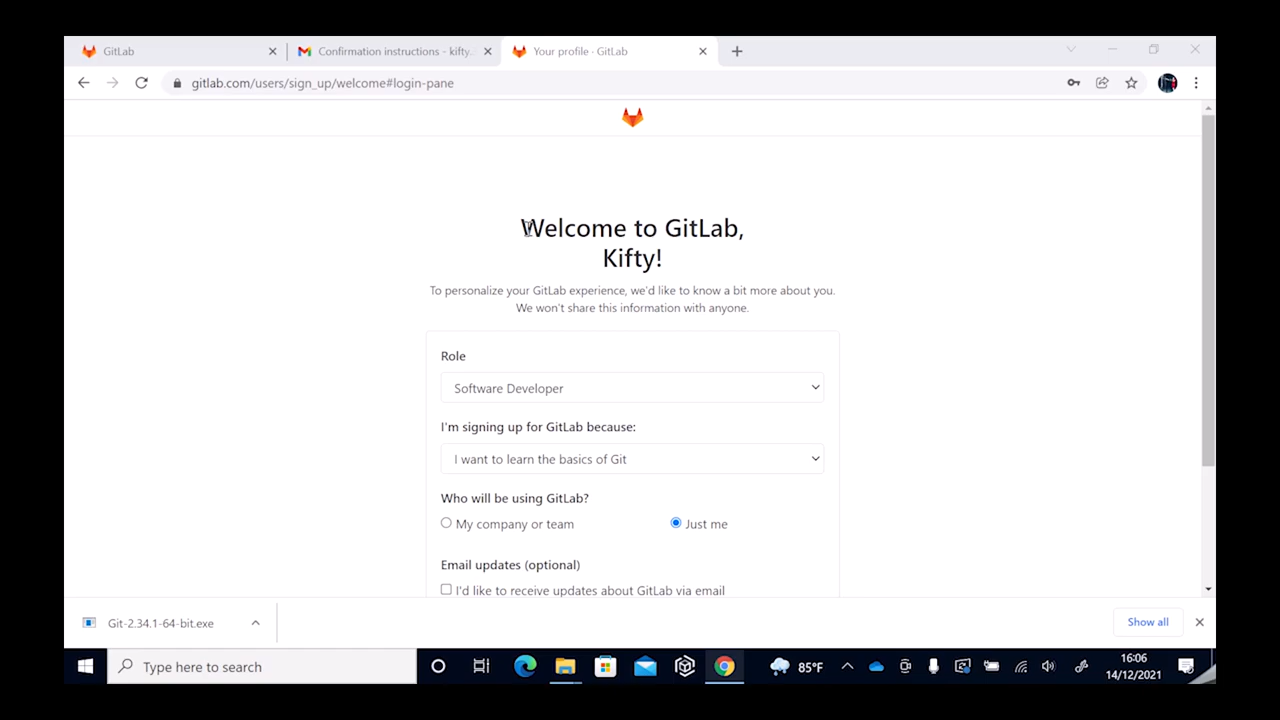 GitLab
Confirmation instructions - kifty.
Your profile · GitLab
gitlab.com/users/sign_up/welcome#login-pane
Welcome to GitLab,
Kifty!
To personalize your GitLab experience, we'd like to know a bit more about you.
We won't share this information with anyone.
Role
Software Developer
I'm signing up for GitLab because:
I want to learn the basics of Git
Who will be using GitLab?
My company or team
Just me
Email updates (optional)
I'd like to receive updates about GitLab via email
Git-2.34.1-64-bit.exe
Show all
Type here to search
85°F
16:06
14/12/2021